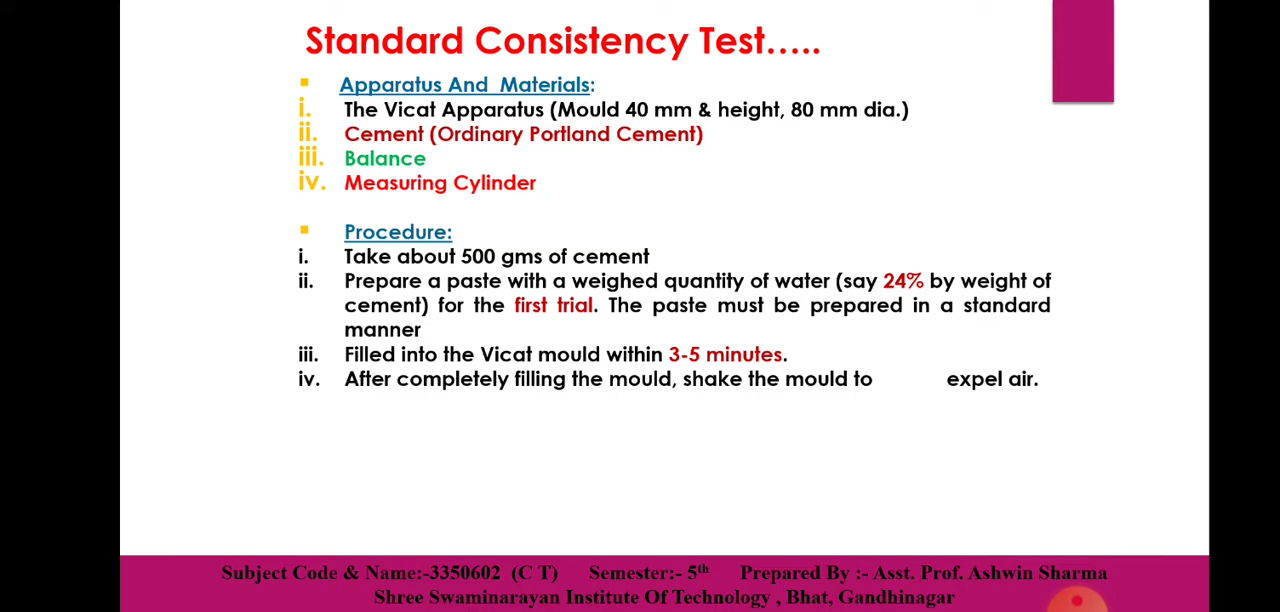 Standard Consistency Test.....
Apparatus And Materials:
i. The Vicat Apparatus (Mould 40 mm & height, 80 mm dia.)
ii. Cement (Ordinary Portland Cement)
iii. Balance
iv. Measuring Cylinder
Procedure:
i. Take about 500 gms of cement
ii. Prepare a paste with a weighed quantity of water (say 24% by weight of
cement) for the first trial. The paste must be prepared in a standard
manner
iii. Filled into the Vicat mould within 3-5 minutes.
iv. After completely filling the mould, shake the mould to expel air.
Subject Code & Name:-3350602 (C T) Semester:- 5th Prepared By :- Asst. Prof. Ashwin Sharma
Shree Swaminarayan Institute Of Technology , Bhat, Gandhinagar